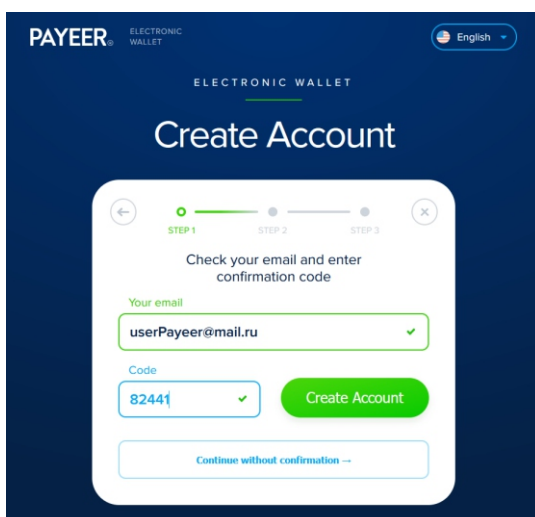 PAYEER® ELECTRONIC
WALLET
English
ELECTRONIC WALLET
Create Account
STEP 1 STEP 2 STEP 3
Check your email and enter
confirmation code
Your email
userPayeer@mail.ru
Code
82441
Create Account
Continue without confirmation →